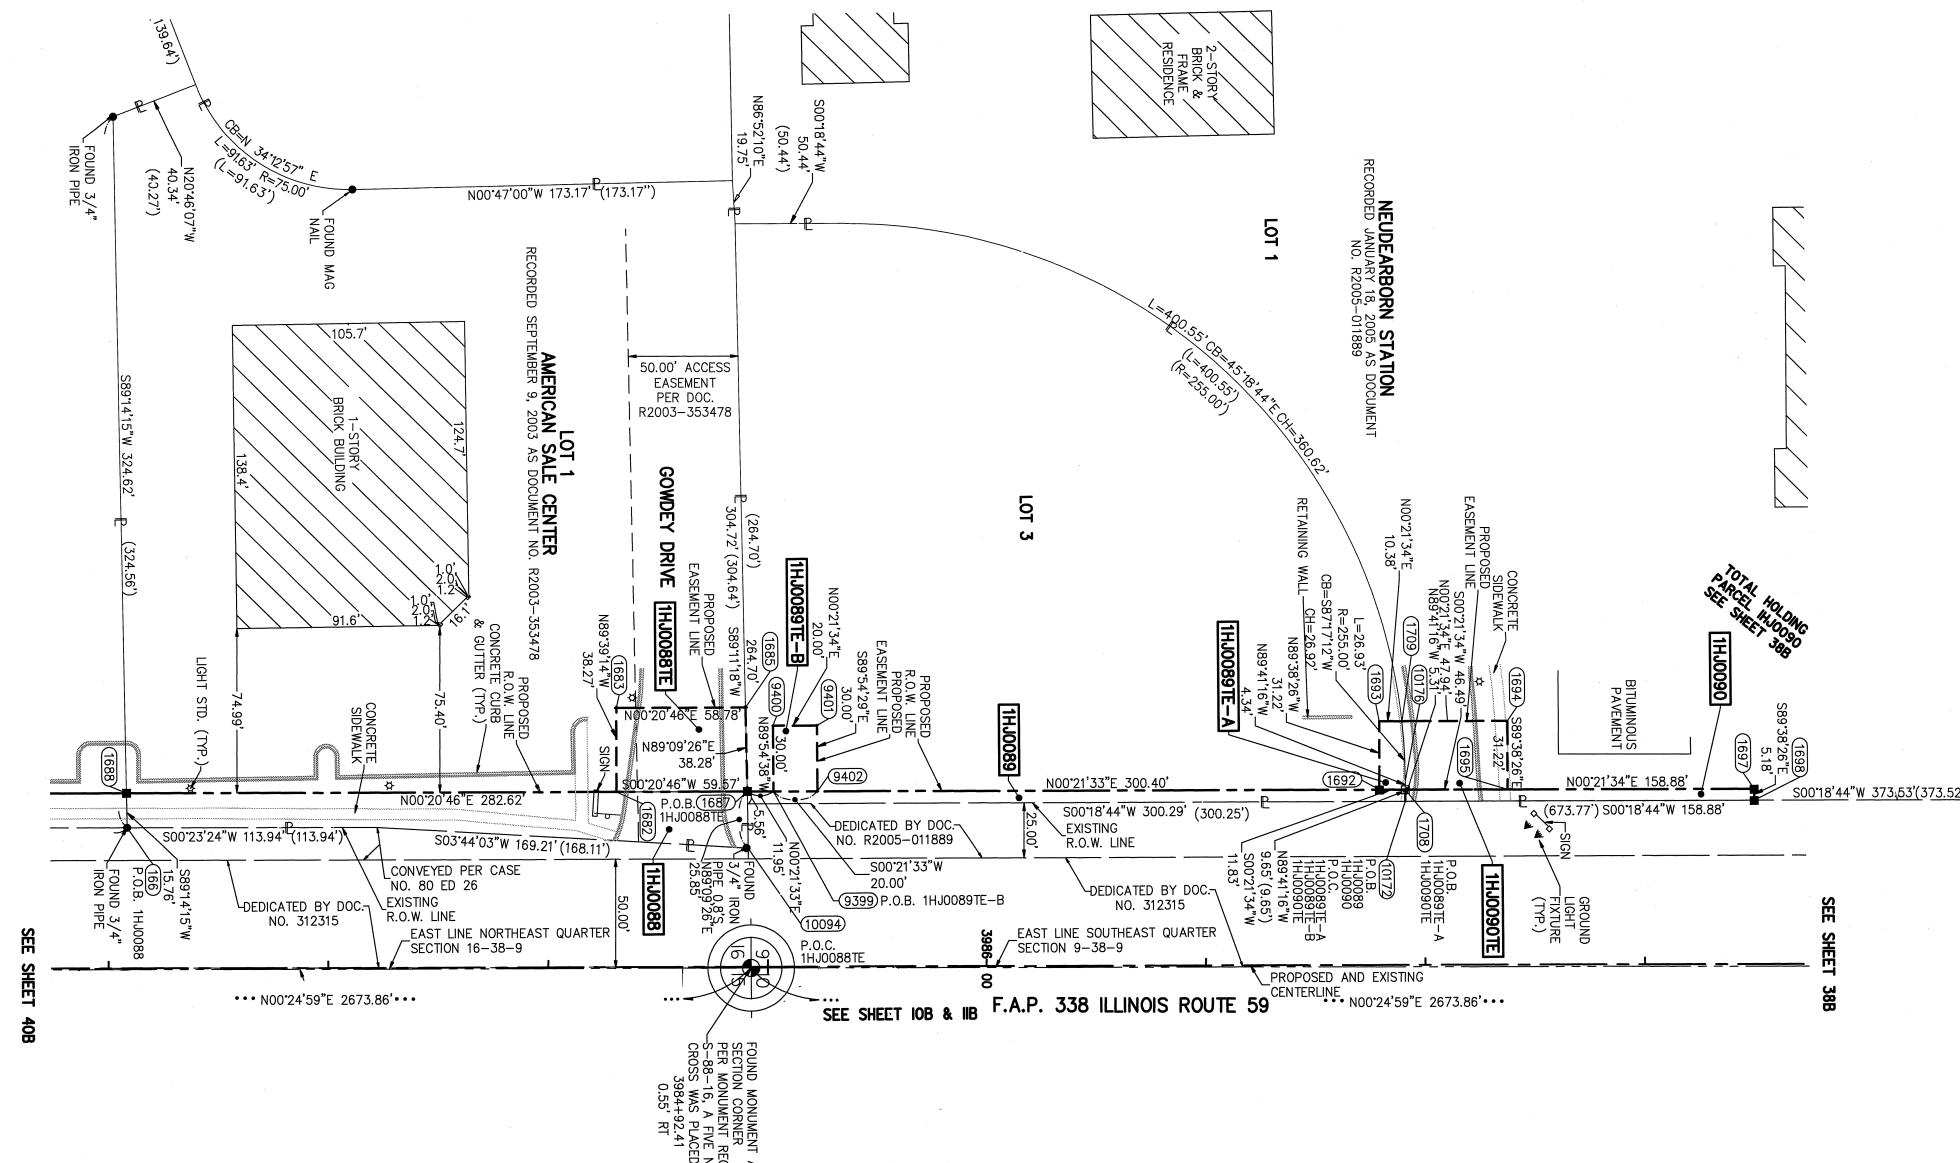 139.64')
FOUND 3/4"
IRON PIPE
N20°46'07"W
40.34'
(40.27')
CB=N 34°12'57" E
L=91.63' R=75.00'
(L=91.63')
FOUND MAG
NAIL
N00°47'00"W 173.17' (173.17")
N86°52'10"E
19.75'
S00°18'44"W
50.44'
(50.44')
2-STORY
BRICK &
FRAME
RESIDENCE
LOT 1
NEUDEARBORN STATION
RECORDED JANUARY 18, 2005 AS DOCUMENT
NO. R2005-011889
L=400.55' CB=45°18'44"E CH=360.62'
(L=400.55')
(R=255.00')
S89°14'15"W 324.62'
(324.56')
105.7'
124.7'
138.4'
91.6'
16.1'
1-STORY
BRICK BUILDING
1.0'
2.0'
1.2'
1.0'
2.0'
1.2'
LOT 1
AMERICAN SALE CENTER
RECORDED SEPTEMBER 9, 2003 AS DOCUMENT NO. R2003-353478
50.00' ACCESS
EASEMENT
PER DOC.
R2003-353478
GOWDEY DRIVE
1HJ0088TE
PROPOSED
EASEMENT LINE
(264.70')
304.72' (304.64')
S89°11'18"W
264.70'
1685
1HJ0089TE-B
N00°21'34"E
20.00'
S89°54'29"E
30.00'
PROPOSED
R.O.W. LINE
PROPOSED
EASEMENT LINE
LOT 3
RETAINING WALL
N00°21'34"E
10.38'
PROPOSED
EASEMENT LINE
CONCRETE
SIDEWALK
N00°21'34"E 47.94'
S00°21'34"W 46.49'
N89°41'16"W 5.31'
L=26.93'
R=255.00'
CB=S87°17'12"W
CH=26.92'
1HJ0089TE-A
N89°38'26"W
31.22'
N89°41'16"W
4.34'
1693
1709
10176
1694
1695
1692
S89°38'26"E
31.22'
BITUMINOUS
PAVEMENT
TOTAL HOLDING
PARCEL 1HJ0090
SEE SHEET 38B
1HJ0090
S89°38'26"E
5.18'
1697
1698
74.99'
75.40'
LIGHT STD. (TYP.)
CONCRETE
SIDEWALK
CONCRETE CURB
& GUTTER (TYP.)
PROPOSED
R.O.W. LINE
N89°39'14"W
38.27'
1683
SIGN
N00°20'46"E 58.78'
N89°09'26"E
38.28'
9400
9401
9402
30.00'
N89°54'38"W
1688
N00°20'46"E 282.62'
S00°20'46"W 59.57'
P.O.B. 1687
1HJ0088TE
1682
1HJ0088
5.56'
1HJ0089
N00°21'33"E 300.40'
N00°21'34"E 158.88'
S00°18'44"W 300.29' (300.25')
(673.77') S00°18'44"W 158.88'
S00°18'44"W 373.53'(373.52
S00°23'24"W 113.94' (113.94')
S03°44'03"W 169.21' (168.11')
DEDICATED BY DOC.
NO. R2005-011889
EXISTING
R.O.W. LINE
25.00'
SIGN
GROUND
LIGHT
FIXTURE
(TYP.)
S89°14'15"W
15.76'
166
P.O.B. 1HJ0088
FOUND 3/4"
IRON PIPE
DEDICATED BY DOC.
NO. 312315
CONVEYED PER CASE
NO. 80 ED 26
EXISTING
R.O.W. LINE
EAST LINE NORTHEAST QUARTER
SECTION 16-38-9
50.00'
N89°09'26"E
25.85'
FOUND
3/4" IRON
PIPE 0.8'S.
N00°21'33"E
11.95'
S00°21'33"W
20.00'
9399 P.O.B. 1HJ0089TE-B
10094
P.O.C.
1HJ0088TE
S00°21'34"W
11.83'
N89°41'16"W
9.65' (9.65')
P.O.B.
1HJ0089
1HJ0090
P.O.C.
1HJ0089TE-A
1HJ0089TE-B
1HJ0090TE
10172
1708
P.O.B.
1HJ0089TE-A
1HJ0090TE
1HJ0090TE
DEDICATED BY DOC.
NO. 312315
EAST LINE SOUTHEAST QUARTER
SECTION 9-38-9
3986
00
PROPOSED AND EXISTING
CENTERLINE
9
10
16
15
N00°24'59"E 2673.86'
N00°24'59"E 2673.86'
SEE SHEET 10B & 11B
F.A.P. 338 ILLINOIS ROUTE 59
SEE SHEET 40B
SEE SHEET 38B
FOUND MONUMENT
SECTION CORNER
PER MONUMENT REC
S-88-16, A FIVE
CROSS WAS PLACED
3984+92.41
0.55' RT